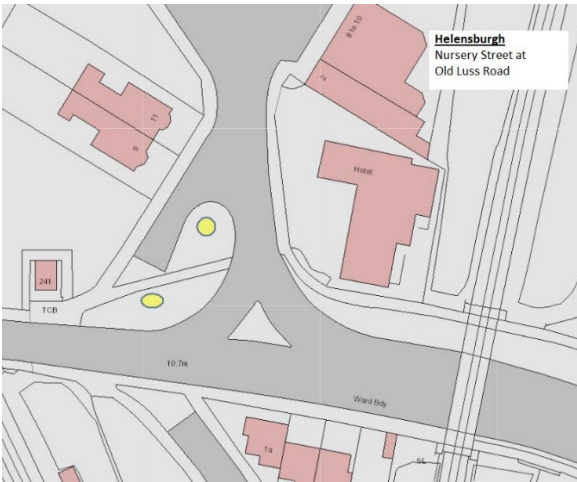 Helensburgh
Nursery Street at
Old Luss Road
8 to 10
2
11
9
Hotel
241
TCB
10.7m
Ward Bdy
1a
2
SL